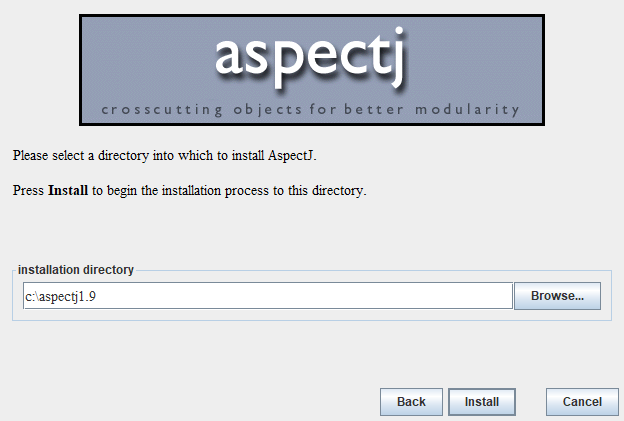 aspectj
crosscutting objects for better modularity
Please select a directory into which to install AspectJ.
Press Install to begin the installation process to this directory.
installation directory
c:\aspectj1.9
Browse...
Back
Install
Cancel